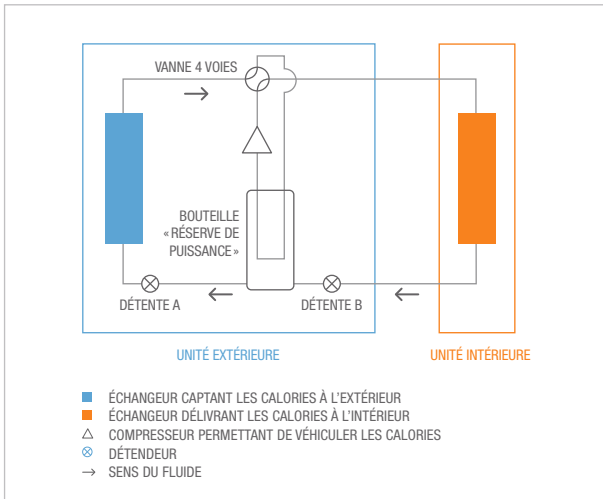 VANNE 4 VOIES
BOUTEILLE
« RÉSERVE DE
PUISSANCE »
DÉTENTE A
DÉTENTE B
UNITÉ EXTÉRIEURE
UNITÉ INTÉRIEURE
ÉCHANGEUR CAPTANT LES CALORIES À L'EXTÉRIEUR
ÉCHANGEUR DÉLIVRANT LES CALORIES À L'INTÉRIEUR
COMPRESSEUR PERMETTANT DE VÉHICULER LES CALORIES
DÉTENDEUR
SENS DU FLUIDE